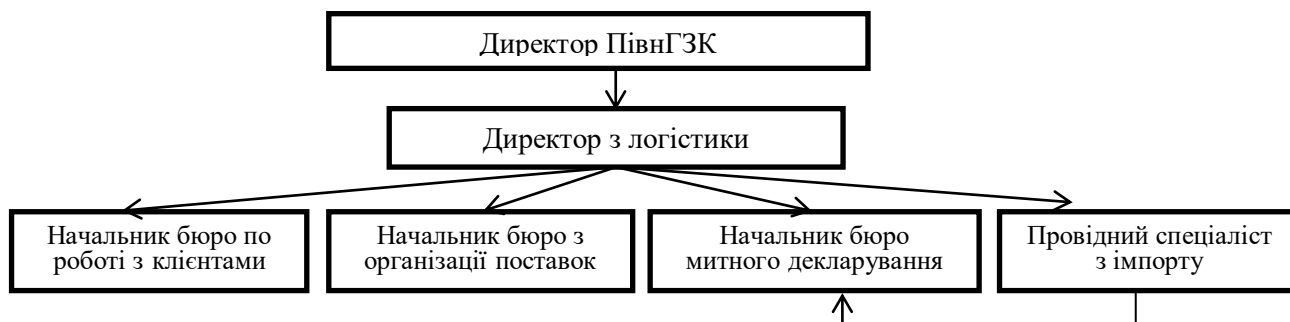 Директор ПівнГЗК
Директор з логістики
Начальник бюро по
роботі з клієнтами
Начальник бюро з
організації поставок
Начальник бюро
митного декларування
Провідний спеціаліст
з імпорту